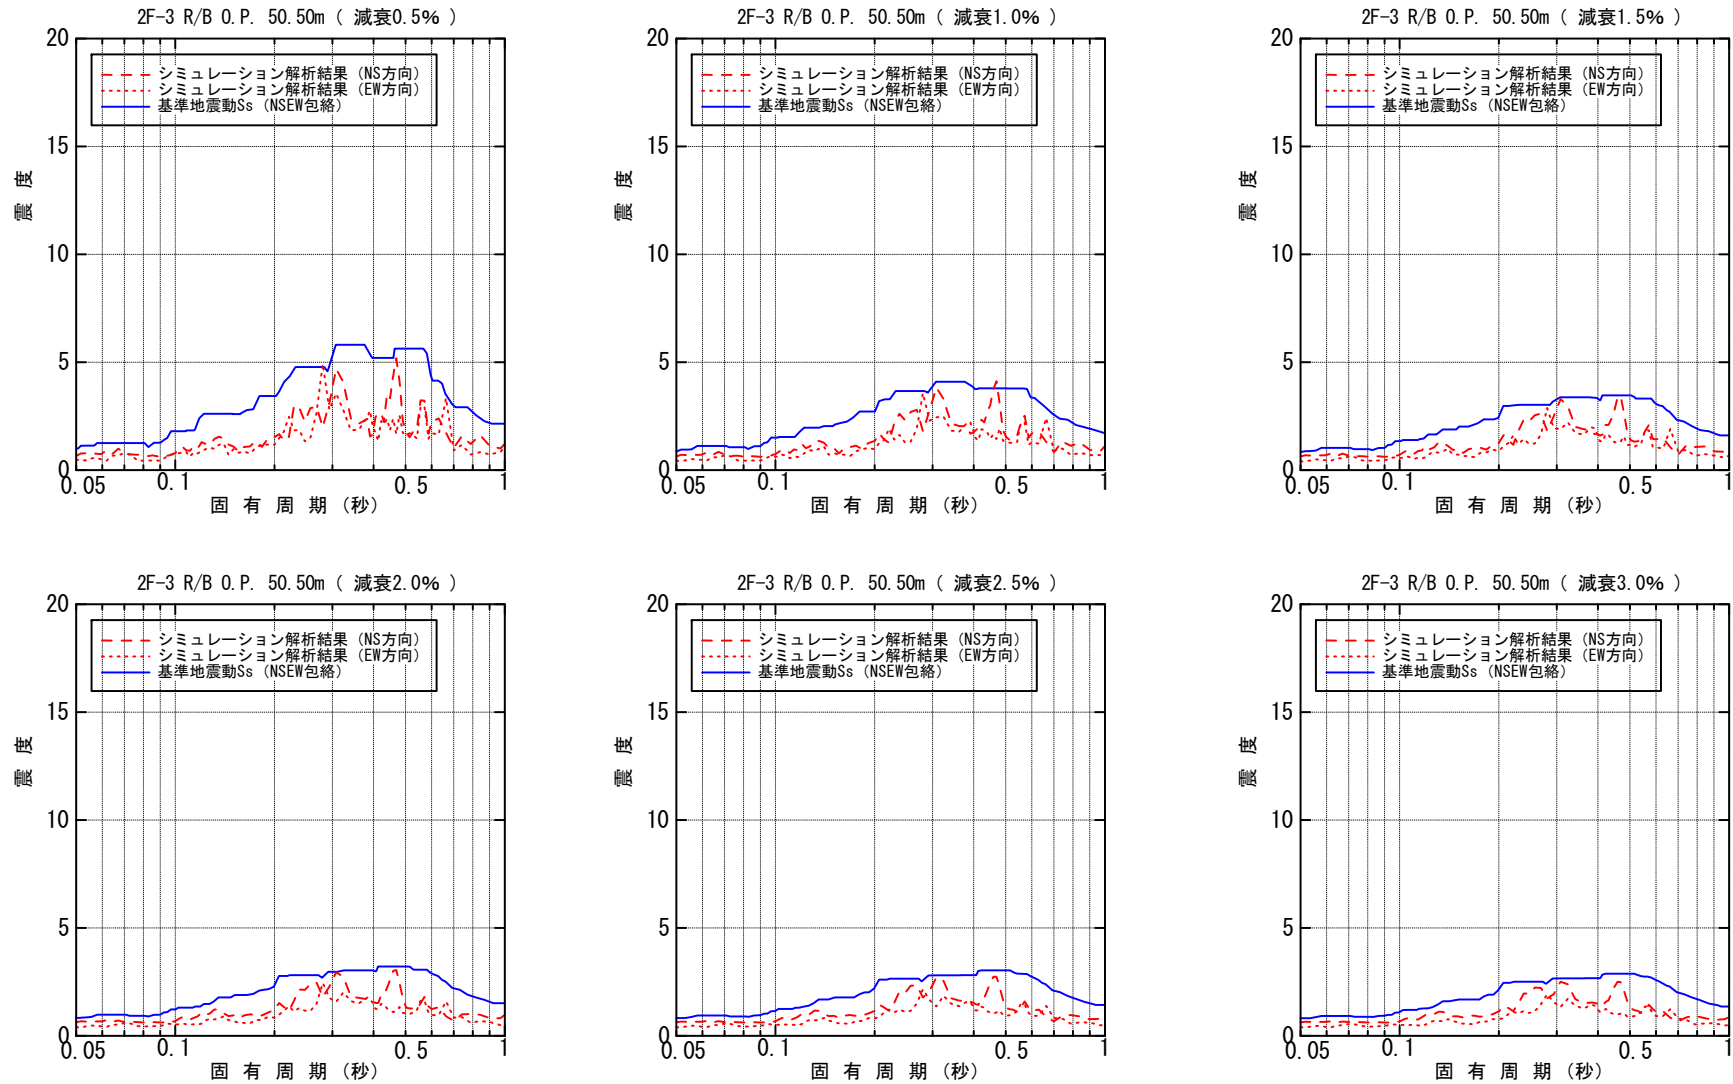 2F-3 R/B O.P. 50.50m ( 減衰0.5% )
20
15
10
5
0
震度
シミュレーション解析結果 (NS方向)
シミュレーション解析結果 (EW方向)
基準地震動Ss (NSEW包絡)
0.05
0.1
0.5
1
固有周期(秒)
2F-3 R/B O.P. 50.50m ( 減衰1.0% )
20
15
10
5
0
震度
シミュレーション解析結果 (NS方向)
シミュレーション解析結果 (EW方向)
基準地震動Ss (NSEW包絡)
0.05
0.1
0.5
1
固有周期(秒)
2F-3 R/B O.P. 50.50m ( 減衰1.5% )
20
15
10
5
0
震度
シミュレーション解析結果 (NS方向)
シミュレーション解析結果 (EW方向)
基準地震動Ss (NSEW包絡)
0.05
0.1
0.5
1
固有周期(秒)
2F-3 R/B O.P. 50.50m ( 減衰2.0% )
20
15
10
5
0
震度
シミュレーション解析結果 (NS方向)
シミュレーション解析結果 (EW方向)
基準地震動Ss (NSEW包絡)
0.05
0.1
0.5
1
固有周期(秒)
2F-3 R/B O.P. 50.50m ( 減衰2.5% )
20
15
10
5
0
震度
シミュレーション解析結果 (NS方向)
シミュレーション解析結果 (EW方向)
基準地震動Ss (NSEW包絡)
0.05
0.1
0.5
1
固有周期(秒)
2F-3 R/B O.P. 50.50m ( 減衰3.0% )
20
15
10
5
0
震度
シミュレーション解析結果 (NS方向)
シミュレーション解析結果 (EW方向)
基準地震動Ss (NSEW包絡)
0.05
0.1
0.5
1
固有周期(秒)